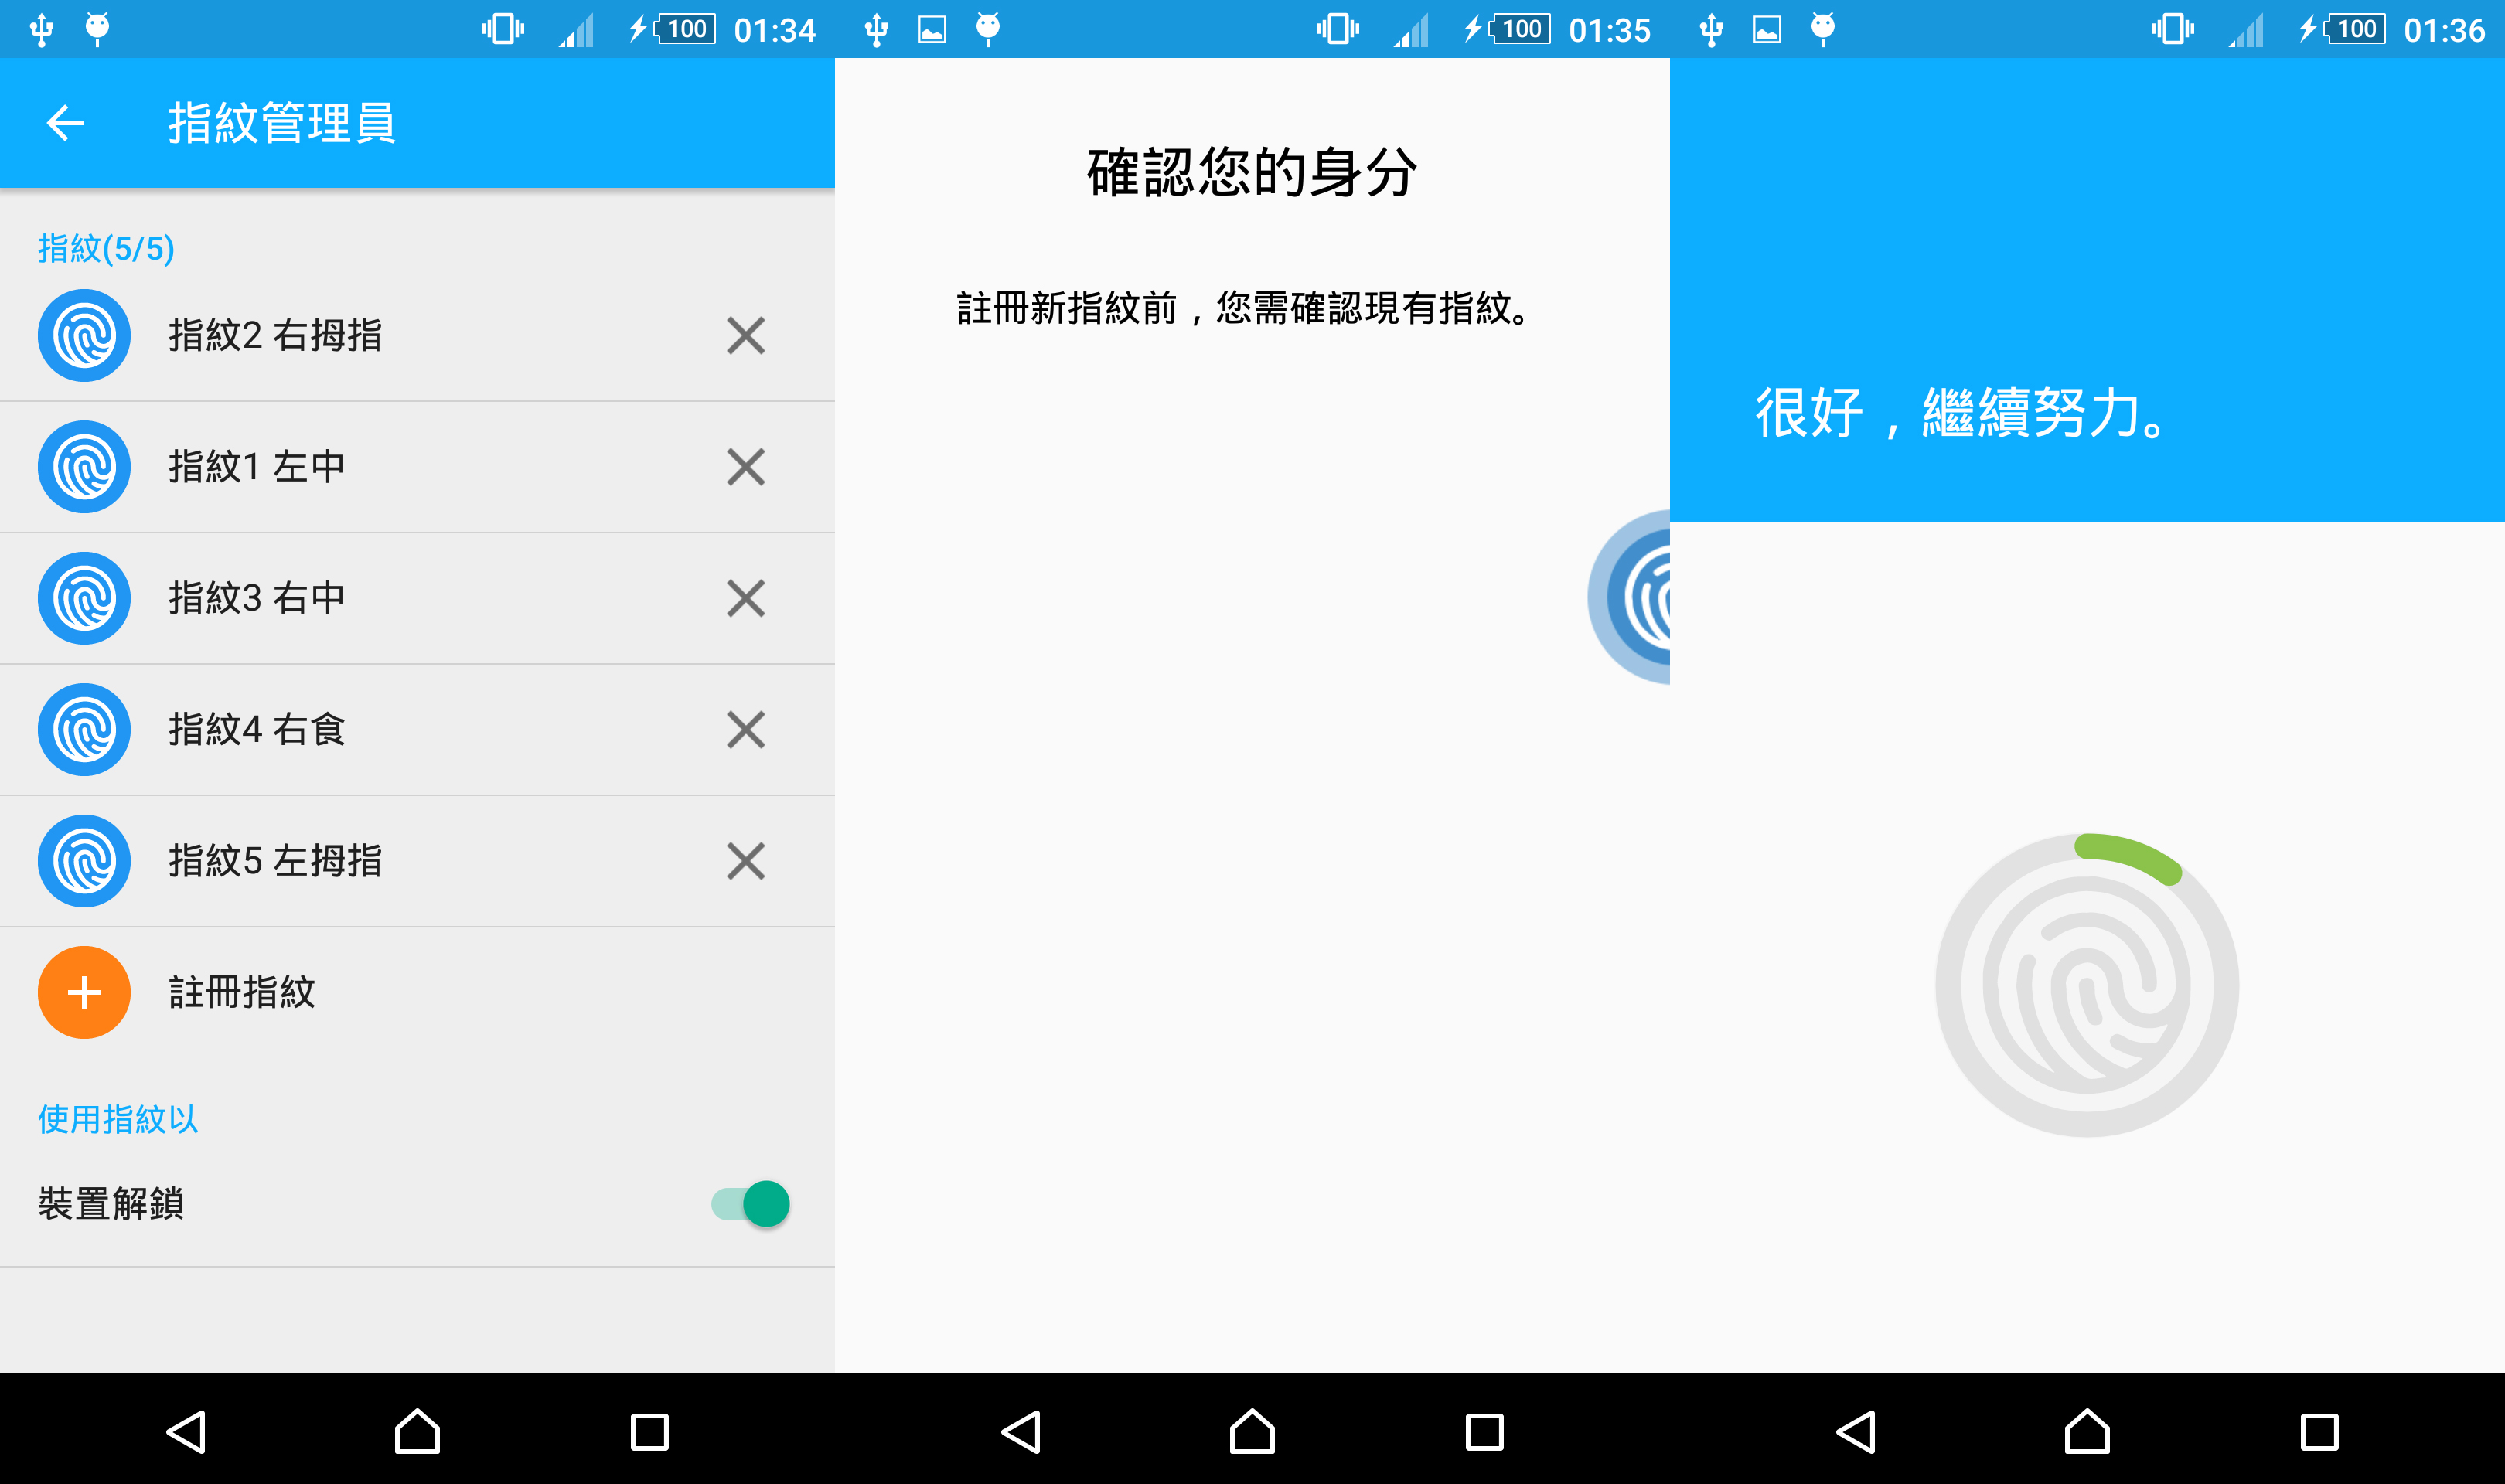 100 01:34
指紋管理員
指紋(5/5)
指紋2 右拇指
指紋1 左中
指紋3 右中
指紋4 右食
指紋5 左拇指
註冊指紋
使用指紋以
裝置解鎖
100 01:35
確認您的身分
註冊新指紋前，您需確認現有指紋。
100 01:36
很好，繼續努力。